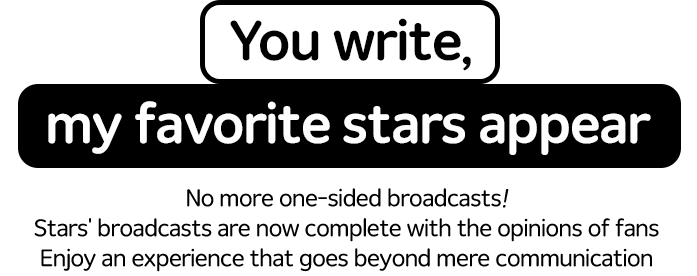 You write,
my favorite stars appear
No more one-sided broadcasts!
Stars' broadcasts are now complete with the opinions of fans
Enjoy an experience that goes beyond mere communication